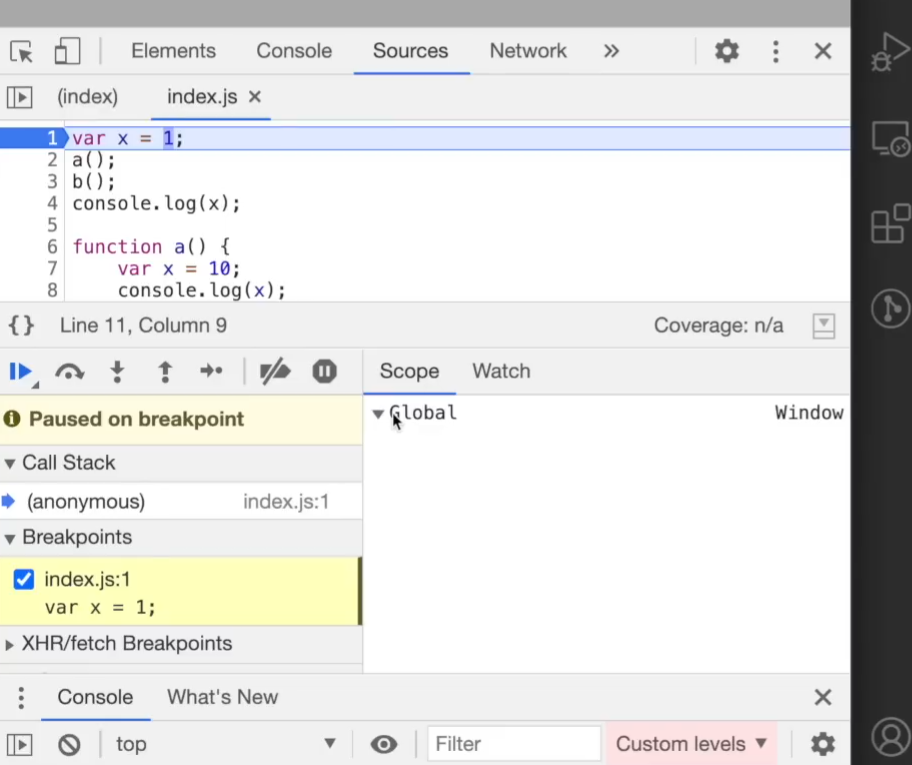 Elements Console Sources Network »
(index) index.js ×
1 var x = 1;
2 a();
3 b();
4 console.log(x);
5
6 function a() {
7 var x = 10;
8 console.log(x);
{} Line 11, Column 9 Coverage: n/a
Scope Watch
Paused on breakpoint
Global Window
Call Stack
(anonymous) index.js:1
Breakpoints
index.js:1
var x = 1;
XHR/fetch Breakpoints
Console What's New
top Filter Custom levels